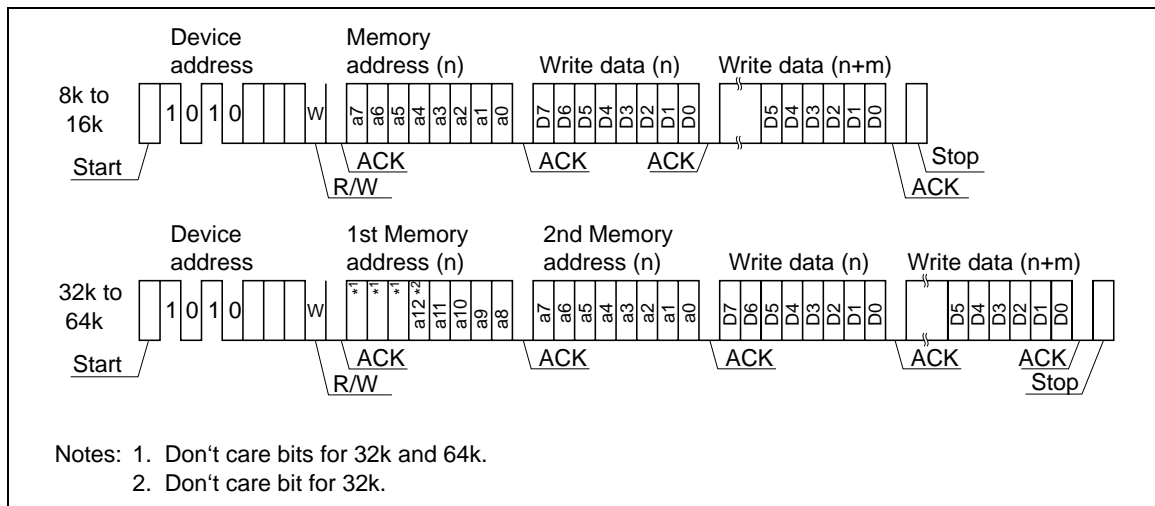 Device address
Memory address (n)
Write data (n)
Write data (n+m)
8k to 16k
1 0 1 0 W a7 a6 a5 a4 a3 a2 a1 a0 D7 D6 D5 D4 D3 D2 D1 D0 D5 D4 D3 D2 D1 D0
Start
R/W
ACK
ACK
ACK
ACK
Stop
Device address
1st Memory address (n)
2nd Memory address (n)
Write data (n)
Write data (n+m)
32k to 64k
1 0 1 0 W *1 *1 *1 a12*2 a11 a10 a9 a8 a7 a6 a5 a4 a3 a2 a1 a0 D7 D6 D5 D4 D3 D2 D1 D0 D5 D4 D3 D2 D1 D0
Start
R/W
ACK
ACK
ACK
ACK
ACK
Stop
Notes: 1. Don't care bits for 32k and 64k.
2. Don't care bit for 32k.